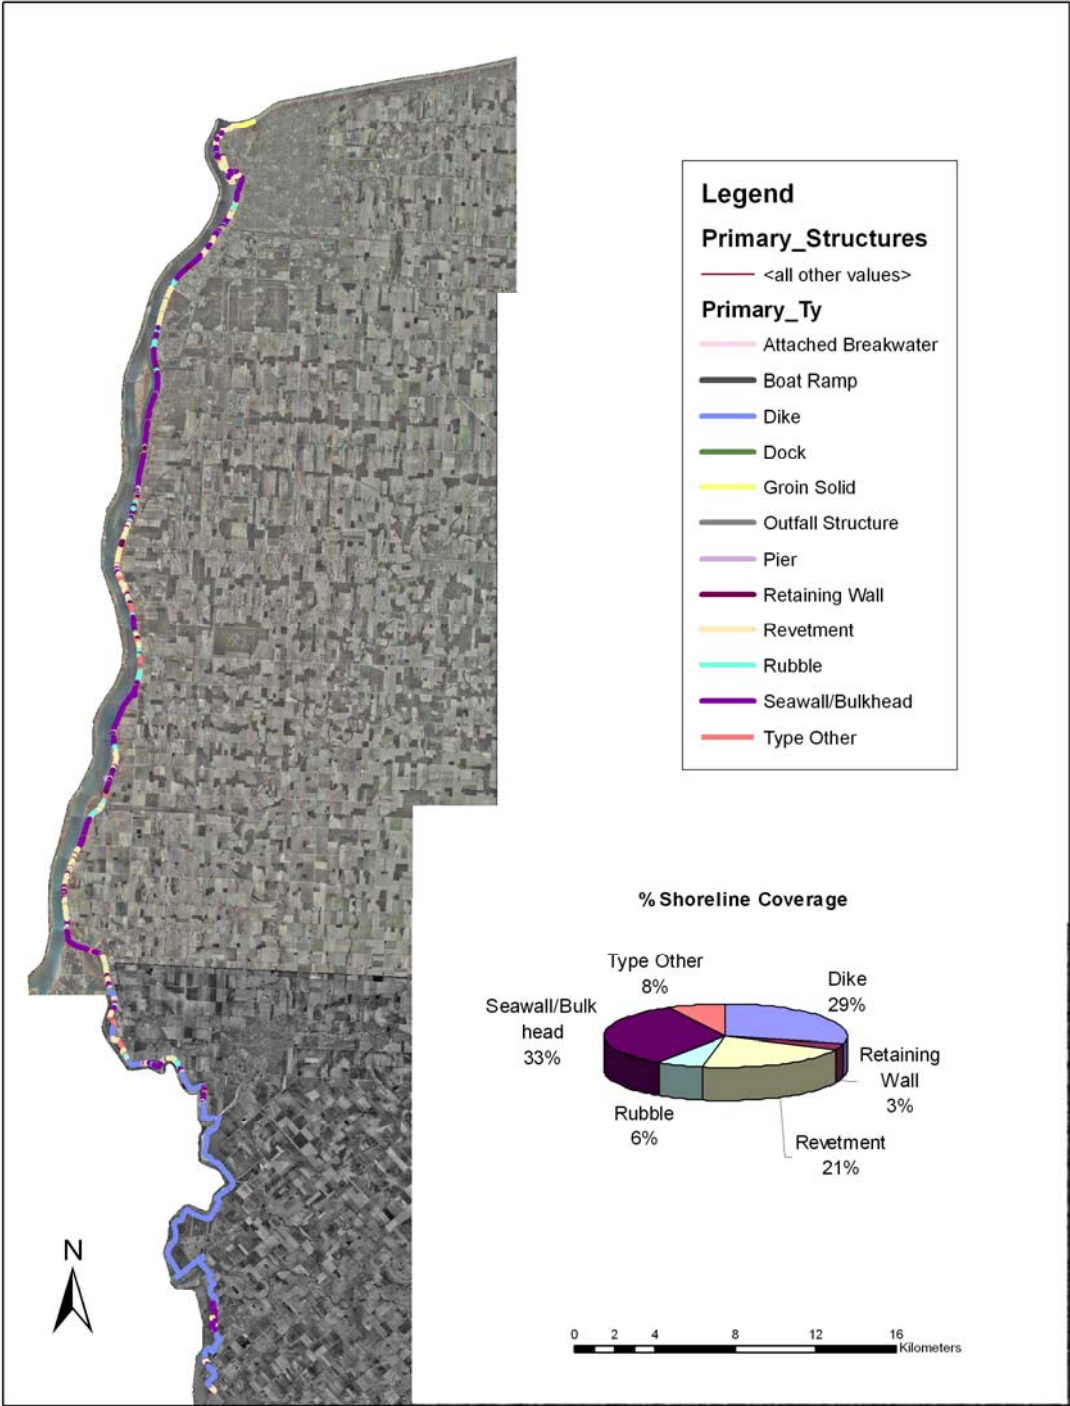 Legend
Primary_Structures
<all other values>
Primary_Ty
Attached Breakwater
Boat Ramp
Dike
Dock
Groin Solid
Outfall Structure
Pier
Retaining Wall
Revetment
Rubble
Seawall/Bulkhead
Type Other
% Shoreline Coverage
Type Other
8%
Dike
29%
Seawall/Bulk
head
33%
Retaining
Wall
3%
Rubble
6%
Revetment
21%
N
0 2 4 8 12 16
Kilometers